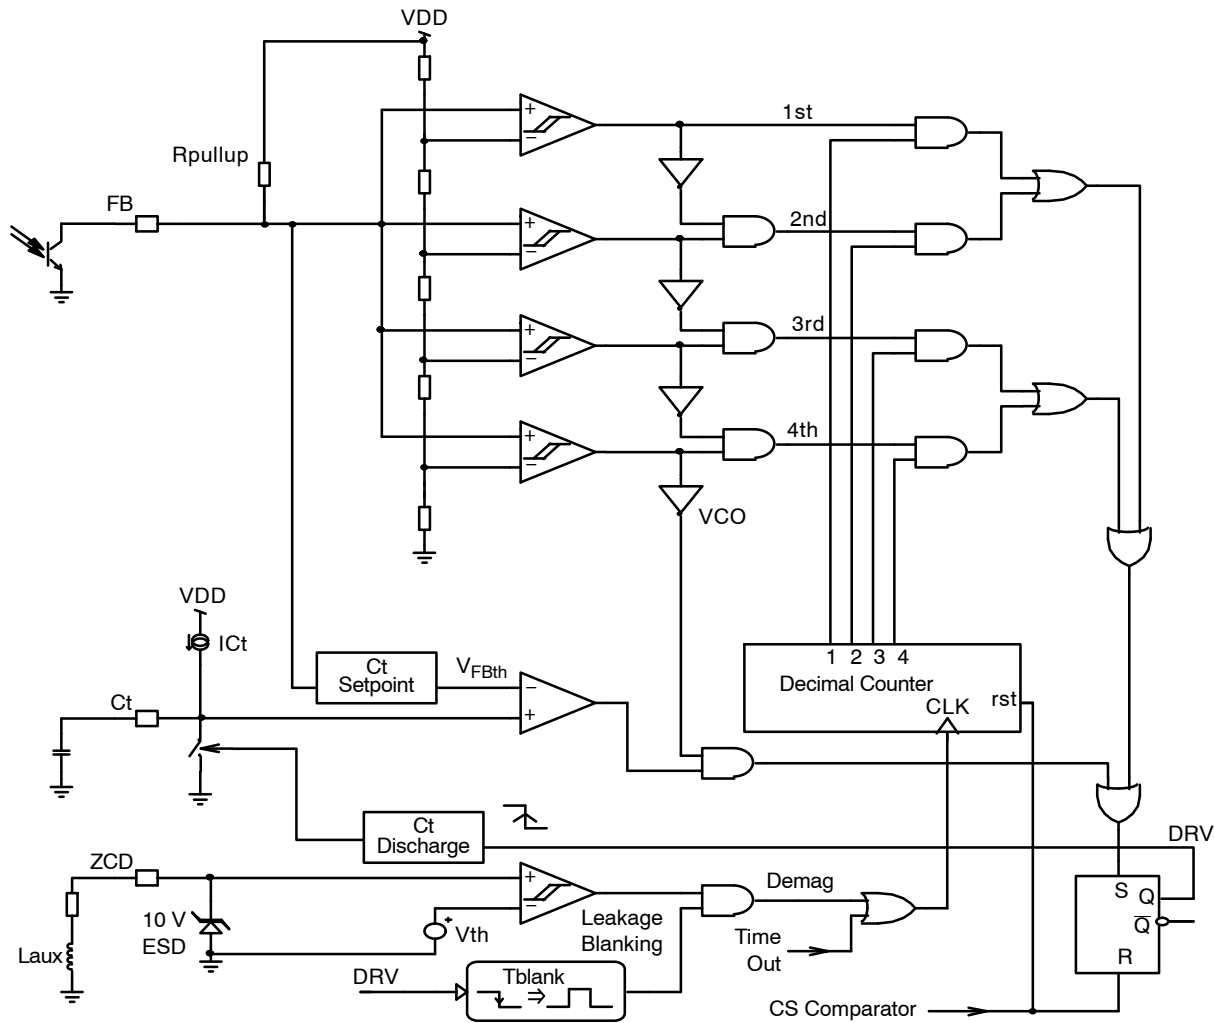 VDD
Rpullup
FB
+
−
1st
+
−
2nd
+
−
3rd
+
−
4th
VCO
VDD
ICt
Ct
Setpoint
VFBth
−
+
Ct
1 2 3 4
Decimal Counter
rst
CLK
Ct
Discharge
DRV
ZCD
+
−
Demag
10 V
ESD
+
Vth
Leakage
Blanking
Time
Out
S Q
Q̅
R
Laux
DRV
Tblank
⇒
CS Comparator